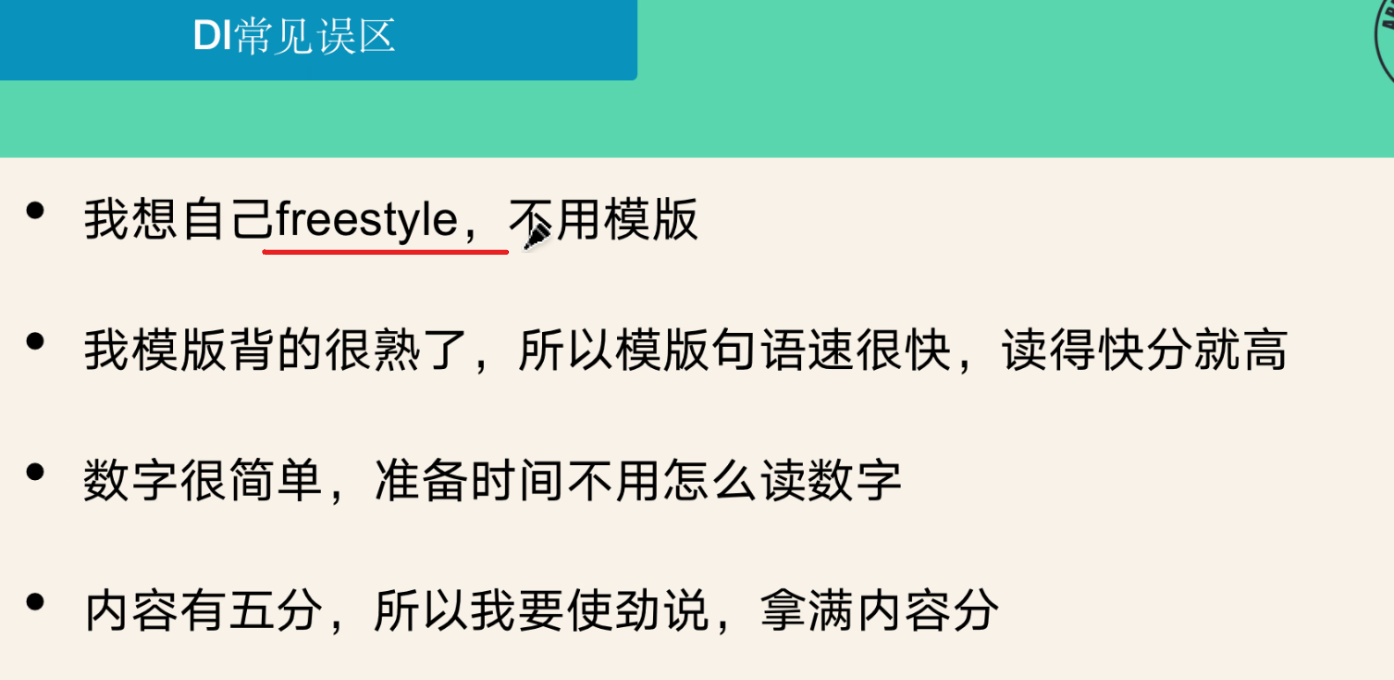 DI常见误区
我想自己freestyle，不用模版
我模版背的很熟了，所以模版句语速很快，读得快分就高
数字很简单，准备时间不用怎么读数字
内容有五分，所以我要使劲说，拿满内容分